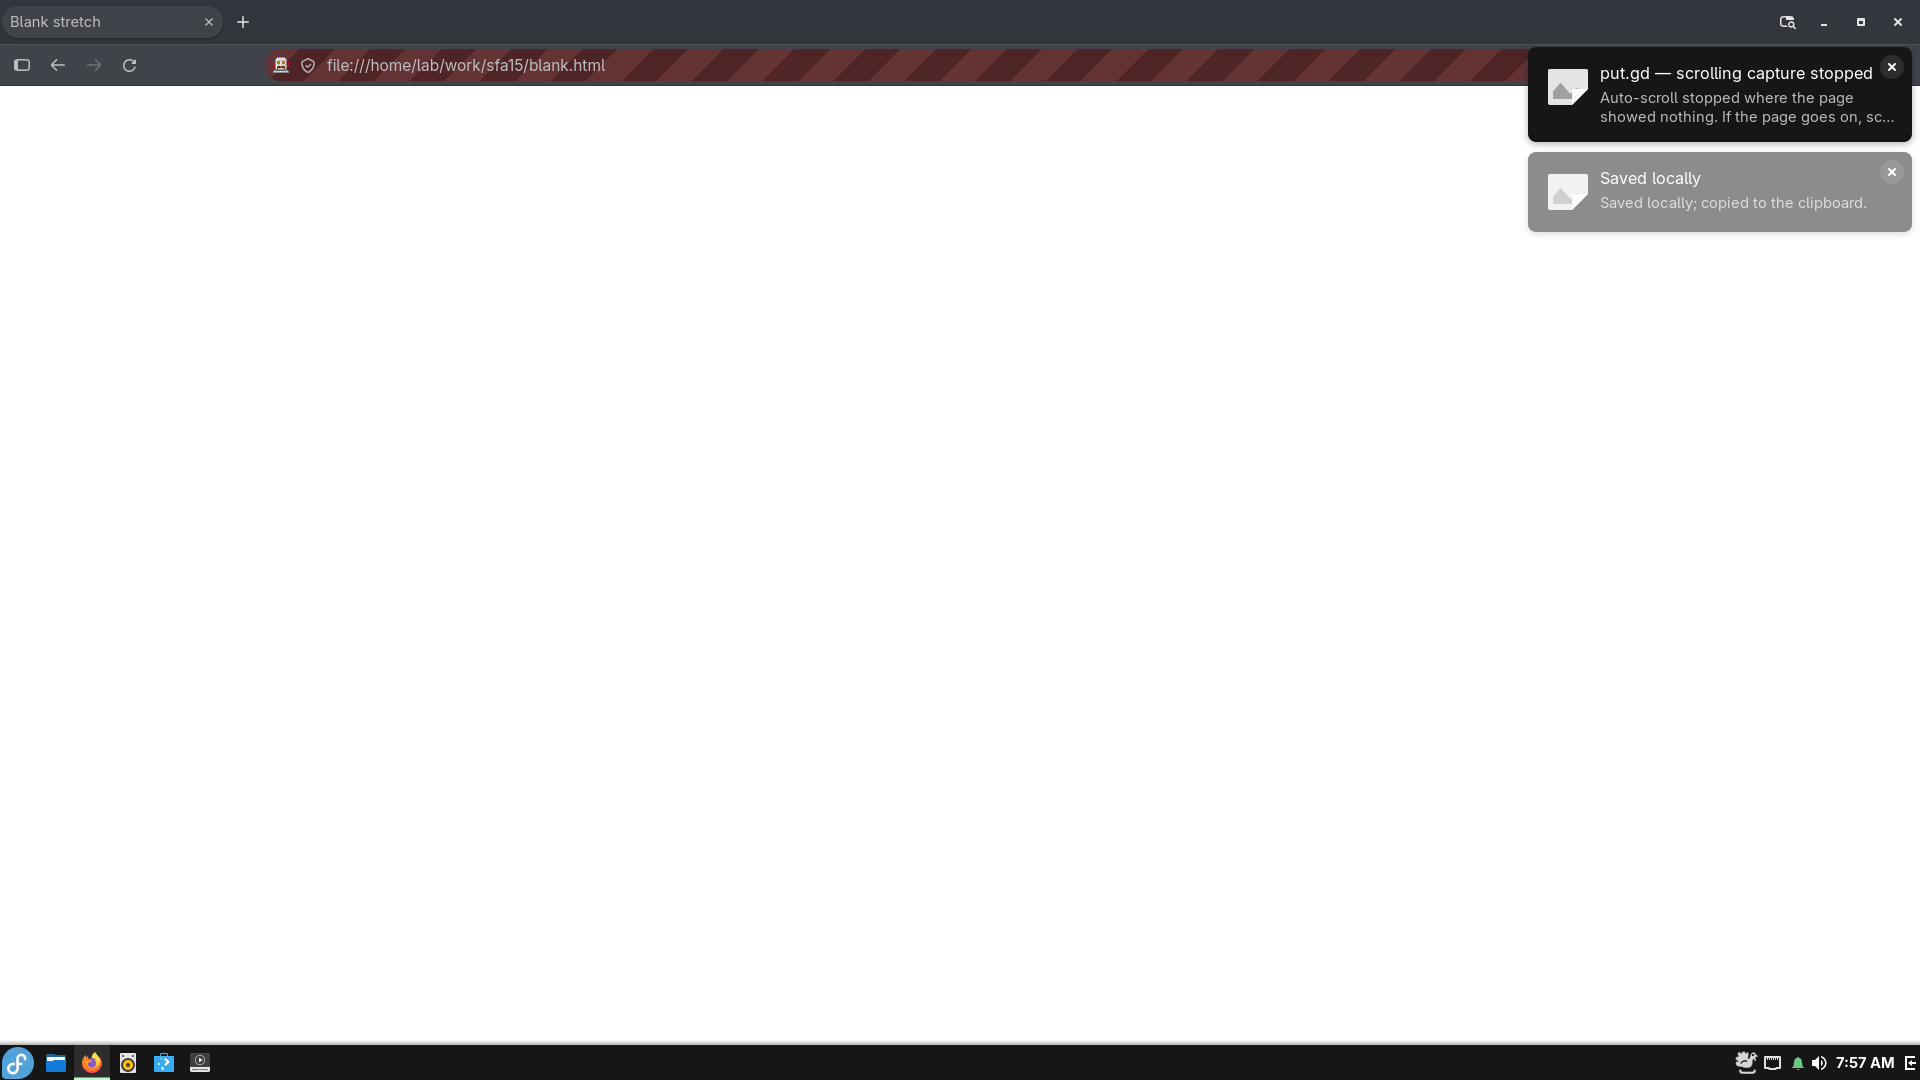 Blank stretch
file:///home/lab/work/sfa15/blank.html
put.gd — scrolling capture stopped
Auto-scroll stopped where the page
showed nothing. If the page goes on, sc...
Saved locally
Saved locally; copied to the clipboard.
7:57 AM